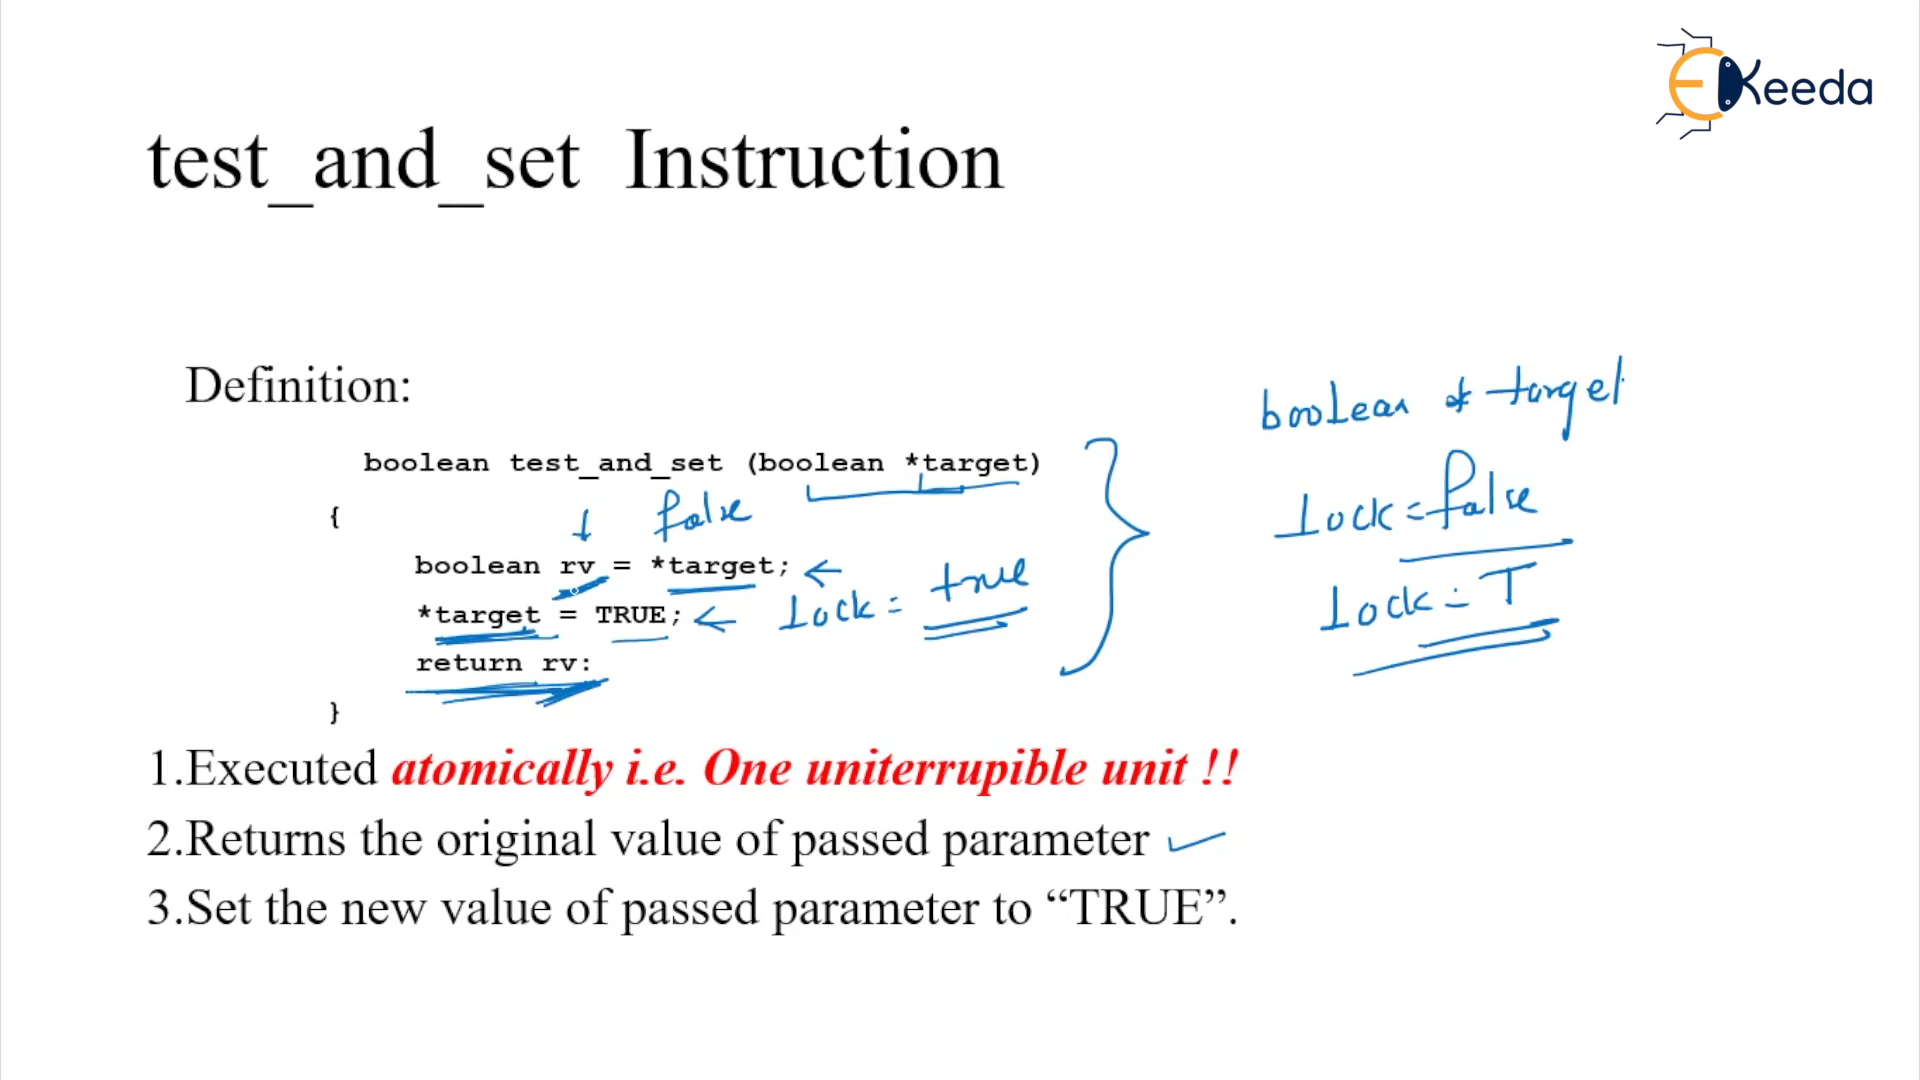 EKeeda
test_and_set Instruction
Definition:
boolean *target
boolean test_and_set (boolean *target)
{
false
lock = false
boolean rv = *target;
*target = TRUE;
lock = true
lock = T
return rv:
}
1.Executed atomically i.e. One uniterrupible unit !!
2.Returns the original value of passed parameter
3.Set the new value of passed parameter to “TRUE”.